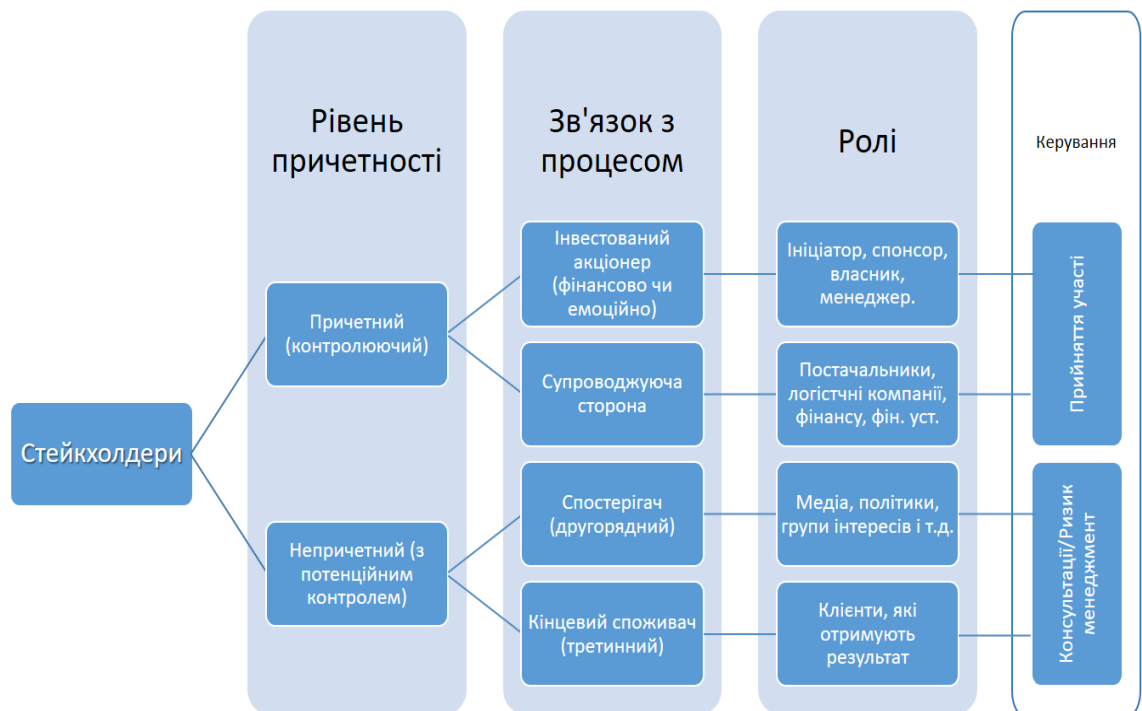 Рівень
причетності
Зв'язок з
процесом
Ролі
Керування
Стейкхолдери
Причетний
(контролюючий)
Непричетний (з
потенційним
контролем)
Інвестований
акціонер
(фінансово чи
емоційно)
Супроводжуюча
сторона
Спостерігач
(другорядний)
Кінцевий споживач
(третинний)
Ініціатор, спонсор,
власник,
менеджер.
Постачальники,
логістчні компанії,
фінансу, фін. уст.
Медіа, політики,
групи інтересів і т.д.
Клієнти, які
отримують
результат
Прийняття участі
Консультації/Ризик
менеджмент